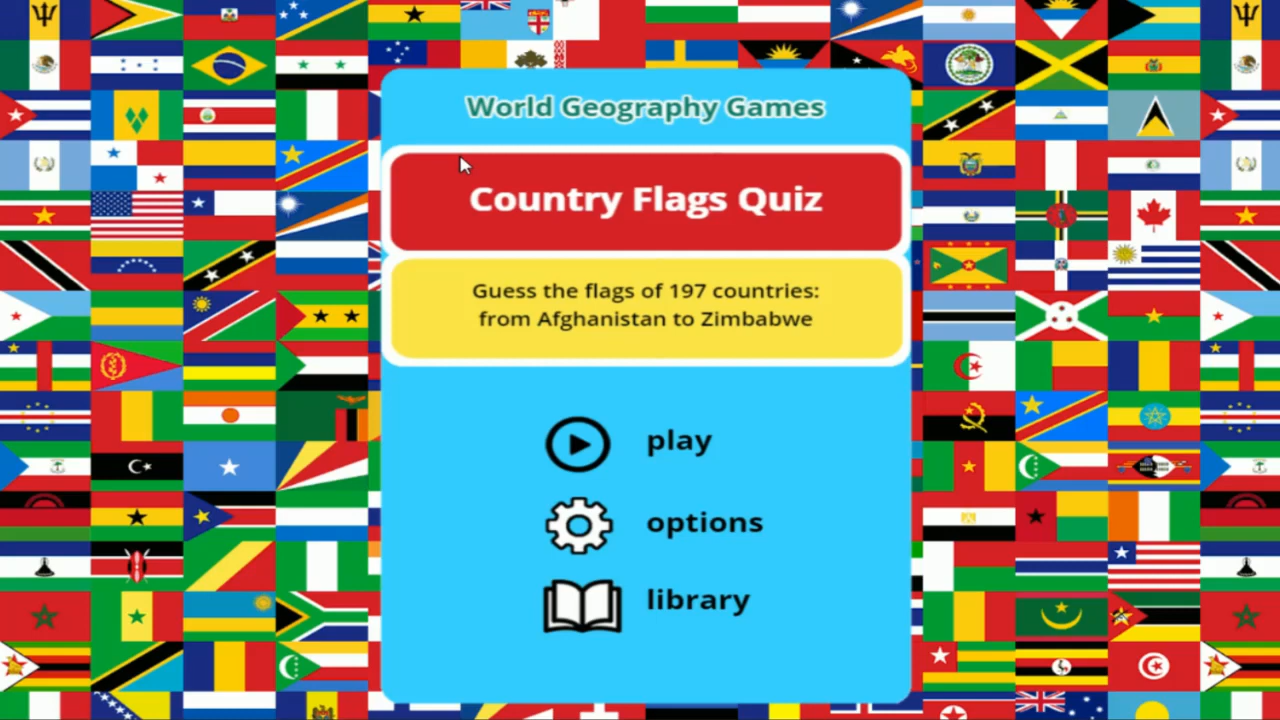 World Geography Games
Country Flags Quiz
Guess the flags of 197 countries:
from Afghanistan to Zimbabwe
play
options
library